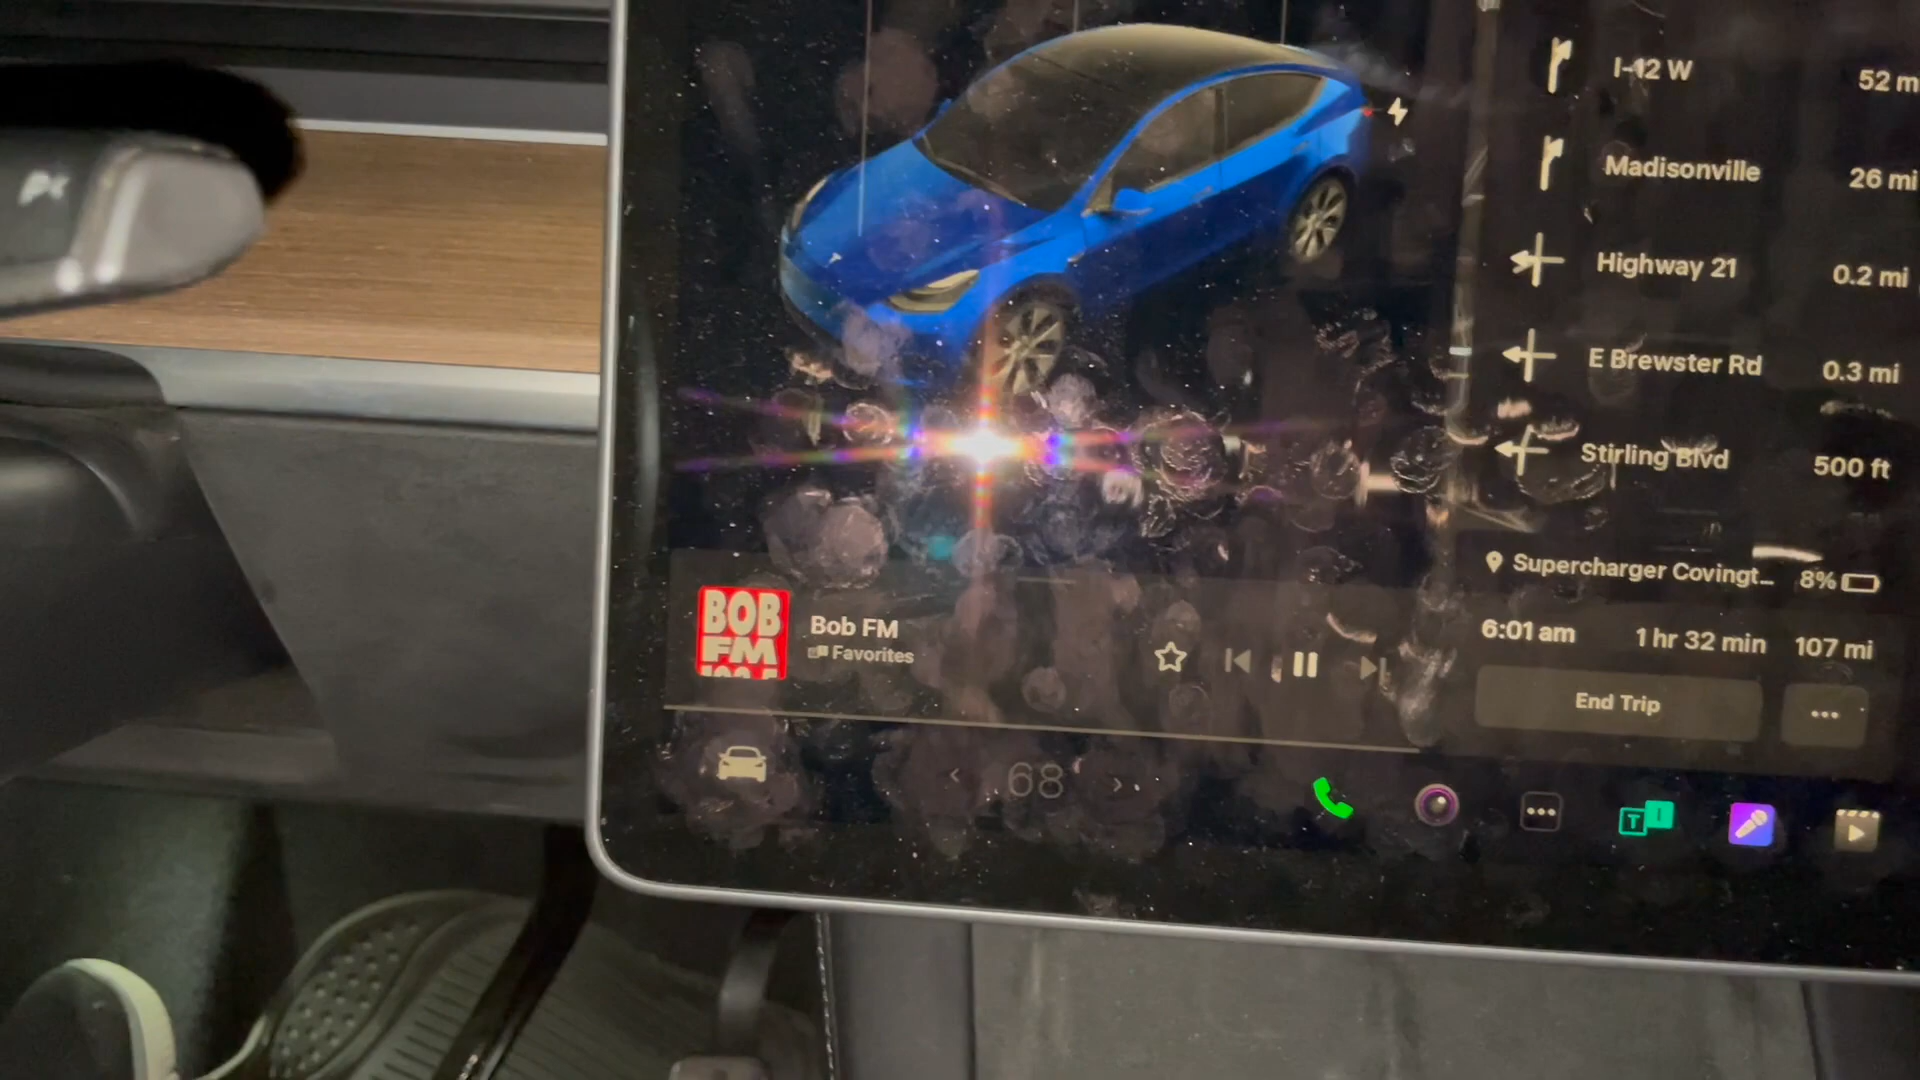 I-12 W
52 m
Madisonville
26 mi
Highway 21
0.2 mi
E Brewster Rd
0.3 mi
Stirling Blvd
500 ft
Supercharger Covingt...
8%
6:01 am
1 hr 32 min
107 mi
End Trip
BOB
FM
Bob FM
Favorites
68
T I